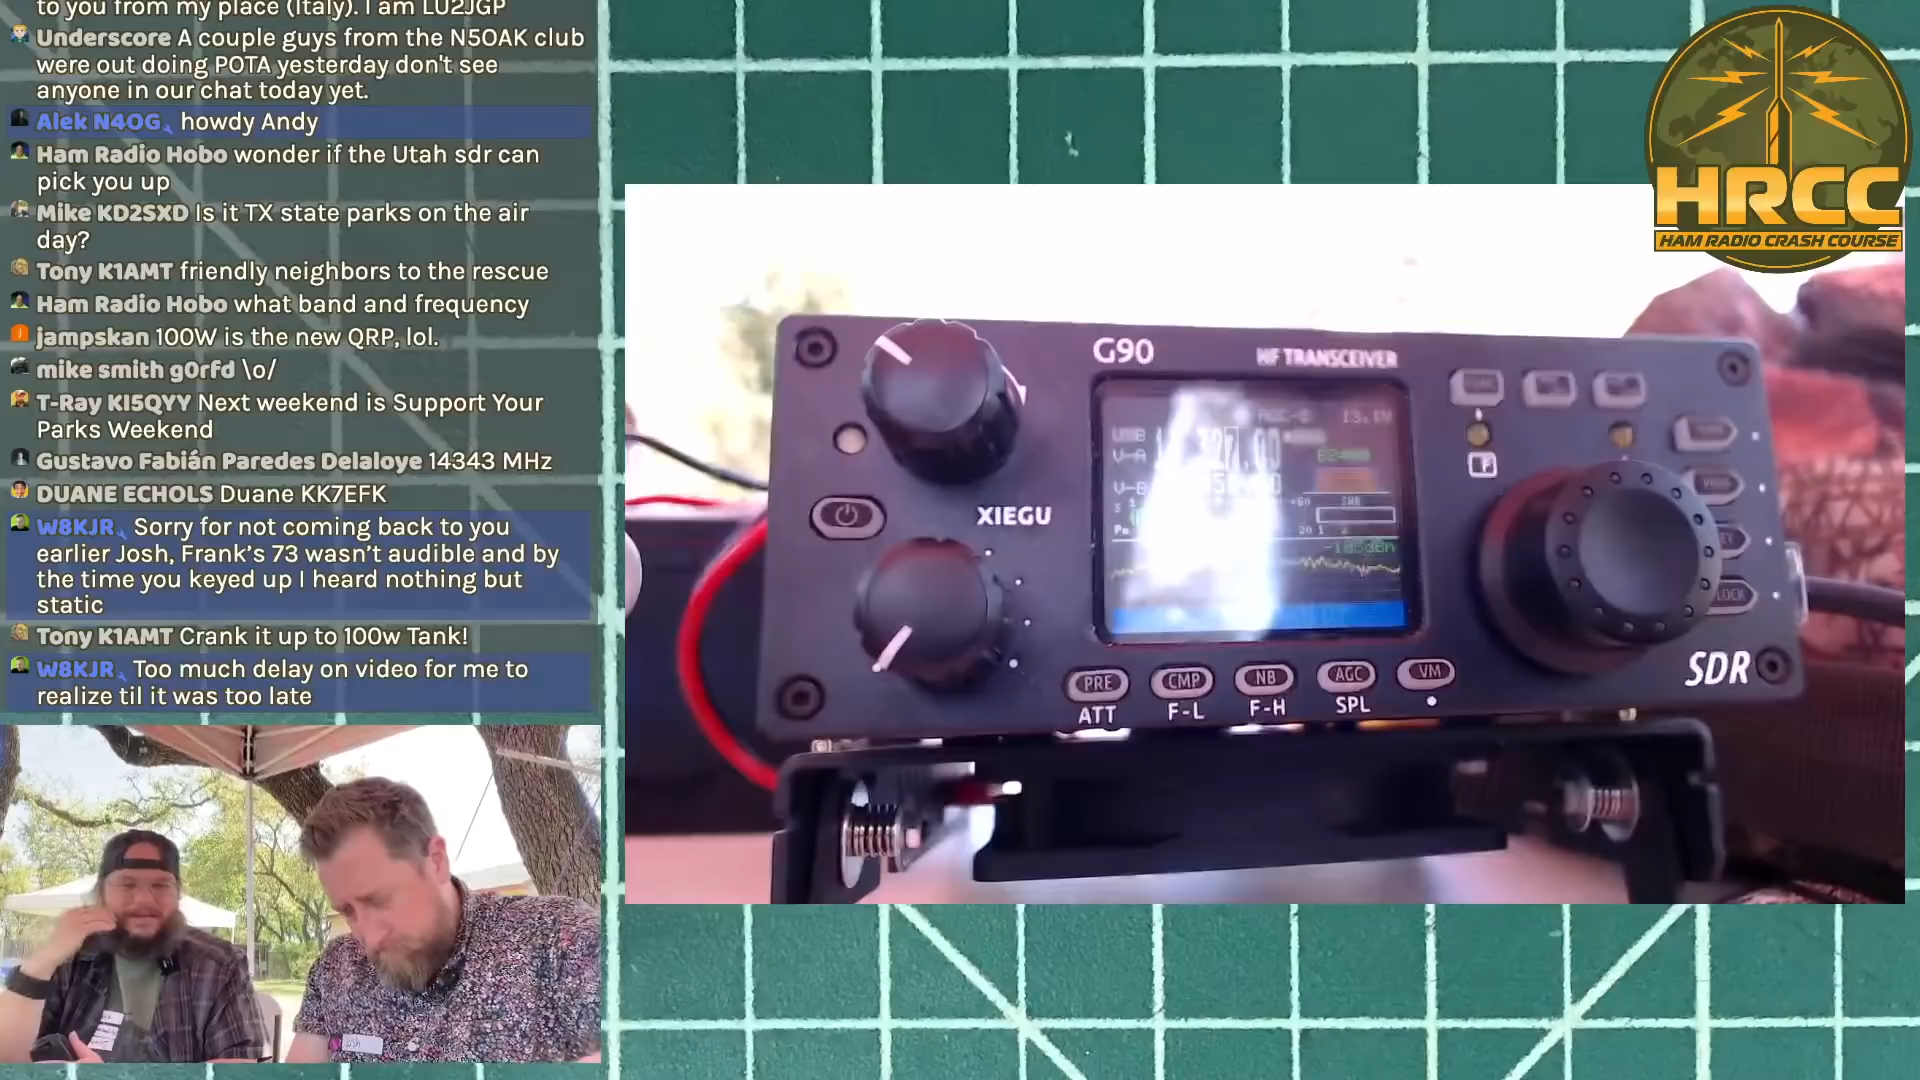 to you from my place (Italy). I am LU2JGP
Underscore A couple guys from the N5OAK club
were out doing POTA yesterday don't see
anyone in our chat today yet.
Alek N4OG howdy Andy
Ham Radio Hobo wonder if the Utah sdr can
pick you up
Mike KD2SXD Is it TX state parks on the air
day?
Tony K1AMT friendly neighbors to the rescue
Ham Radio Hobo what band and frequency
jampskan 100W is the new QRP, lol.
mike smith g0rfd \o/
T-Ray KI5QYY Next weekend is Support Your
Parks Weekend
Gustavo Fabián Paredes Delaloye 14343 MHz
DUANE ECHOLS Duane KK7EFK
W8KJR Sorry for not coming back to you
earlier Josh, Frank's 73 wasn't audible and by
the time you keyed up I heard nothing but
static
Tony K1AMT Crank it up to 100w Tank!
W8KJR Too much delay on video for me to
realize til it was too late
HRCC
HAM RADIO CRASH COURSE
G90
HF TRANSCEIVER
XIEGU
USB
V-A
V-B
SWR
LOCK
SDR
PRE CMP NB AGC VM
ATT F-L F-H SPL